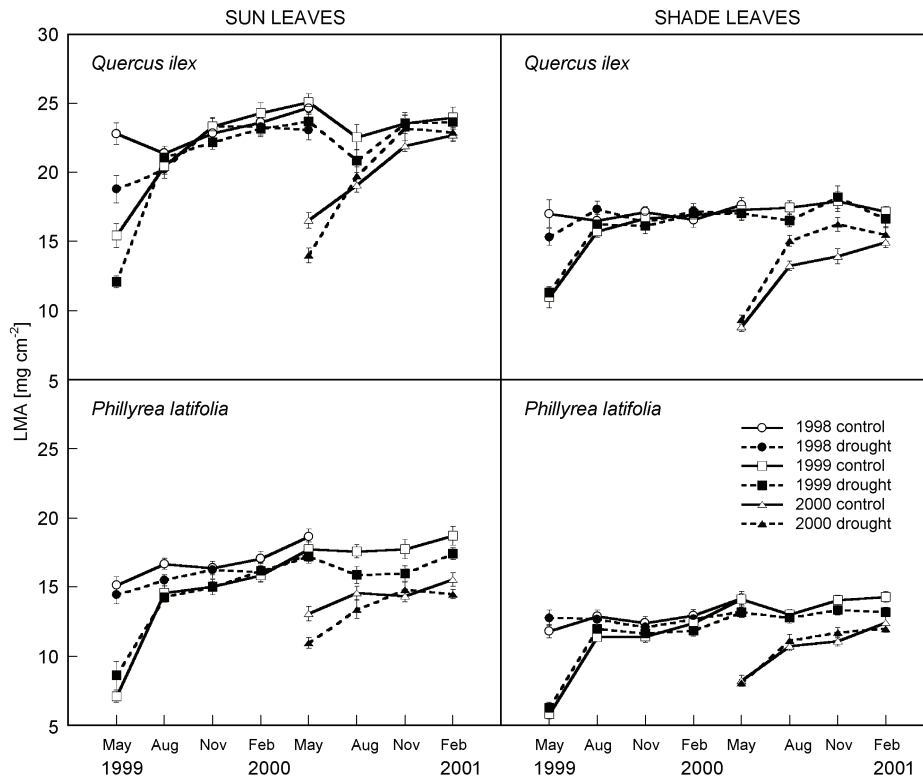 SUN LEAVES
SHADE LEAVES
30
25
20
15
10
5
Quercus ilex
Quercus ilex
LMA [mg cm-2]
25
20
15
10
5
Phillyrea latifolia
Phillyrea latifolia
1998 control
1998 drought
1999 control
1999 drought
2000 control
2000 drought
May Aug Nov Feb May Aug Nov Feb
May Aug Nov Feb May Aug Nov Feb
1999 2000 2001
1999 2000 2001